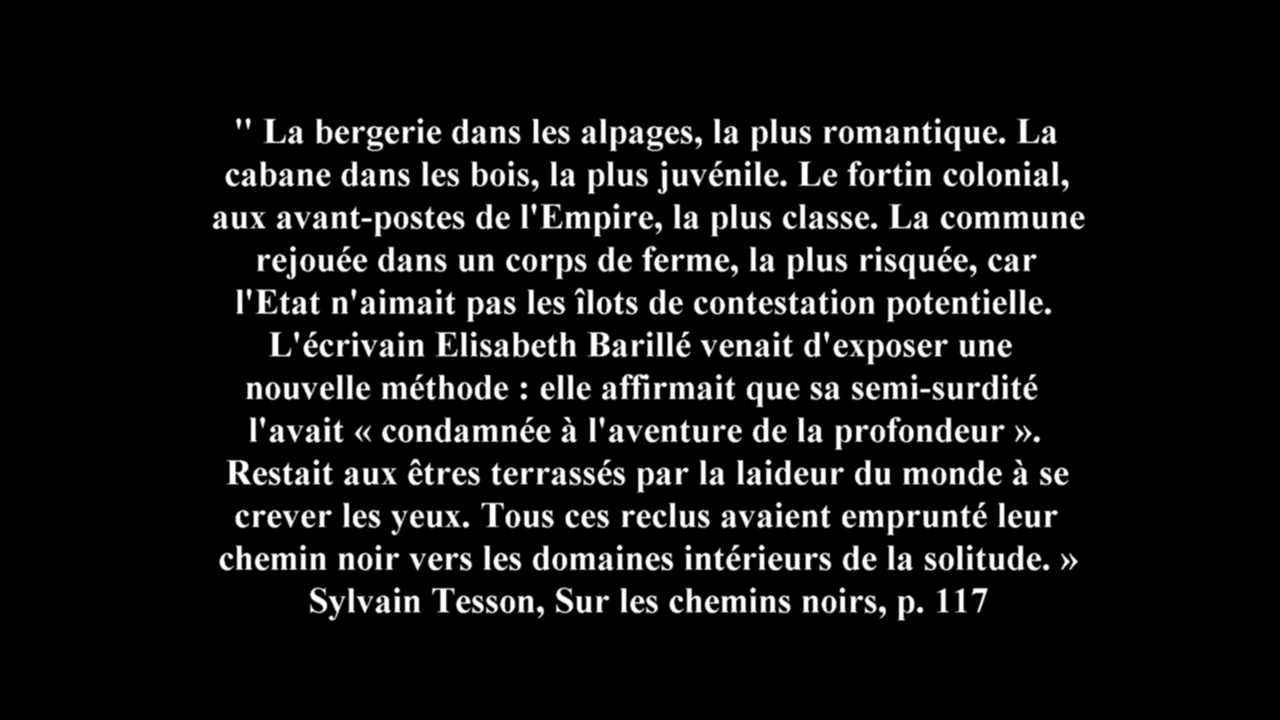 " La bergerie dans les alpages, la plus romantique. La
cabane dans les bois, la plus juvénile. Le fortin colonial,
aux avant-postes de l'Empire, la plus classe. La commune
rejouée dans un corps de ferme, la plus risquée, car
l'Etat n'aimait pas les îlots de contestation potentielle.
L'écrivain Elisabeth Barillé venait d'exposer une
nouvelle méthode : elle affirmait que sa semi-surdité
l'avait « condamnée à l'aventure de la profondeur ».
Restait aux êtres terrassés par la laideur du monde à se
crever les yeux. Tous ces reclus avaient emprunté leur
chemin noir vers les domaines intérieurs de la solitude. »
Sylvain Tesson, Sur les chemins noirs, p. 117